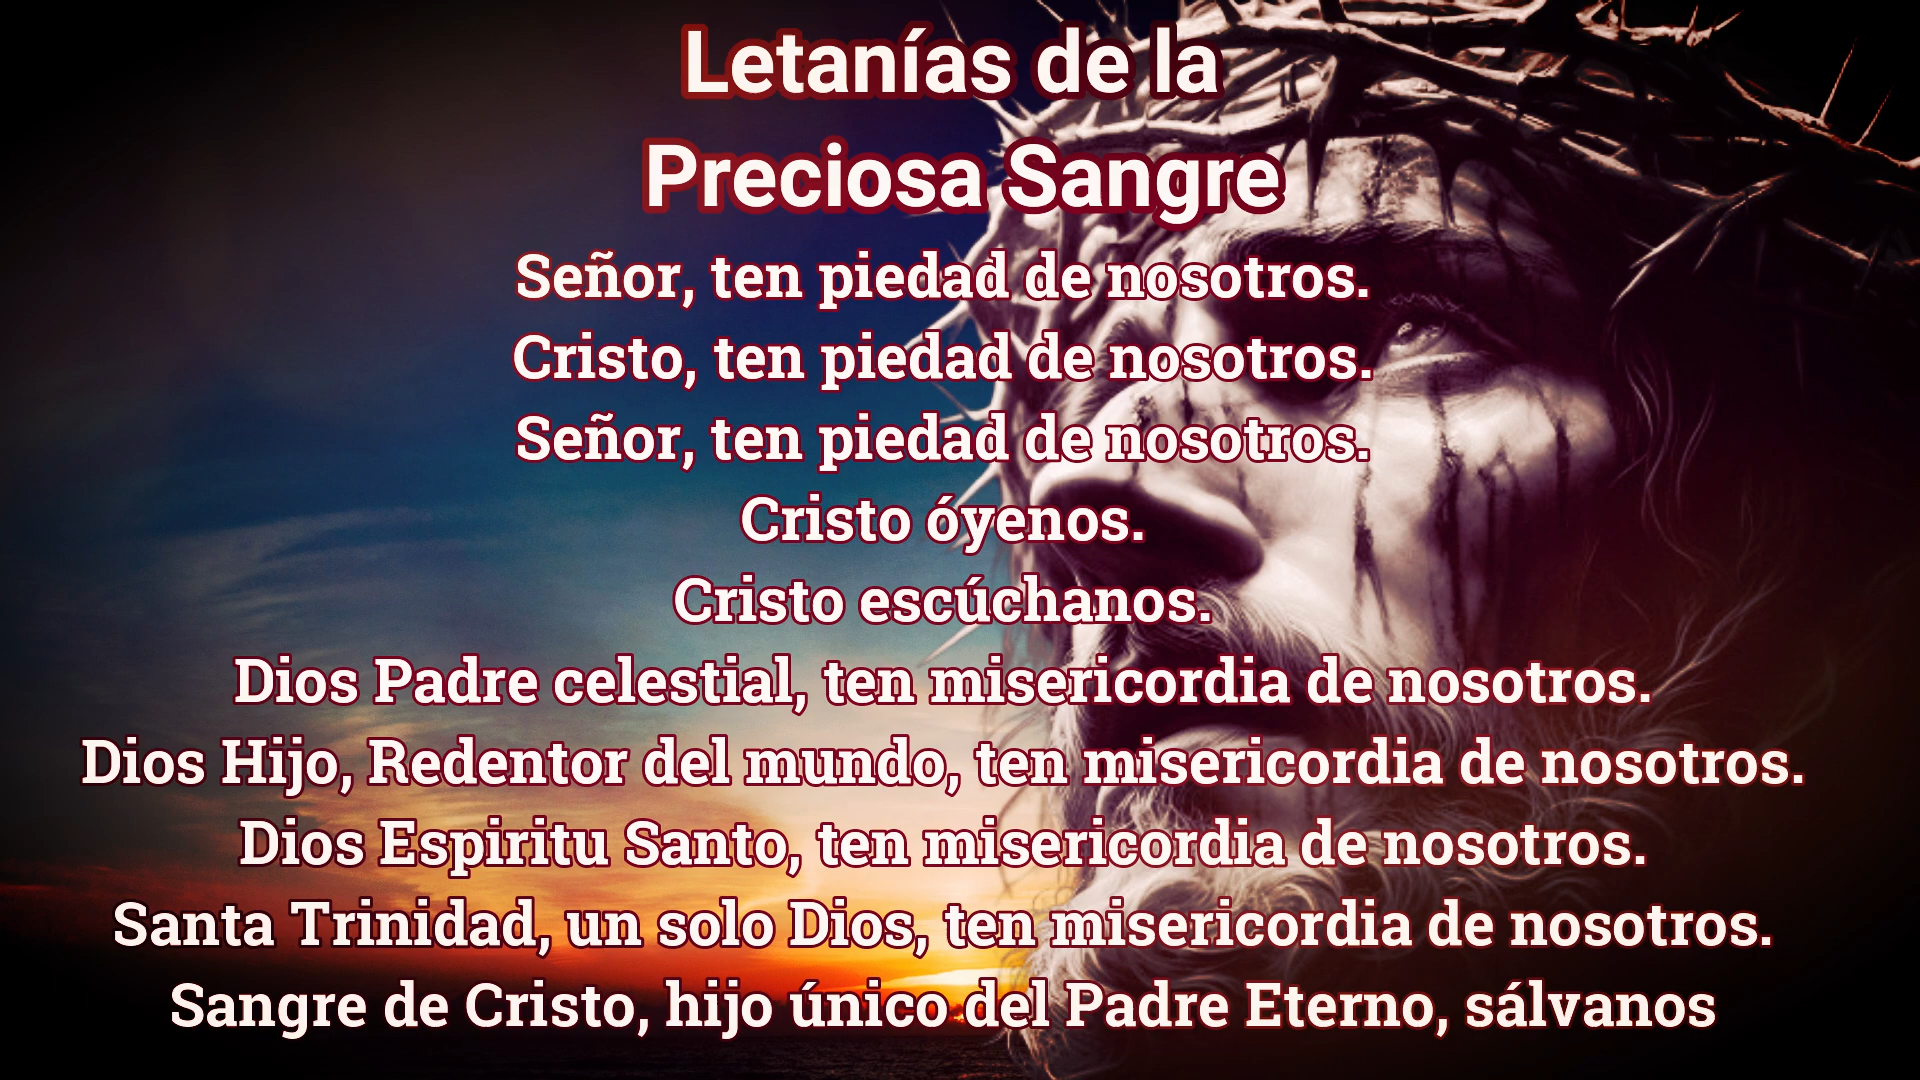 Letanías de la
Preciosa Sangre
Señor, ten piedad de nosotros.
Cristo, ten piedad de nosotros.
Señor, ten piedad de nosotros.
Cristo óyenos.
Cristo escúchanos.
Dios Padre celestial, ten misericordia de nosotros.
Dios Hijo, Redentor del mundo, ten misericordia de nosotros.
Dios Espiritu Santo, ten misericordia de nosotros.
Santa Trinidad, un solo Dios, ten misericordia de nosotros.
Sangre de Cristo, hijo único del Padre Eterno, sálvanos